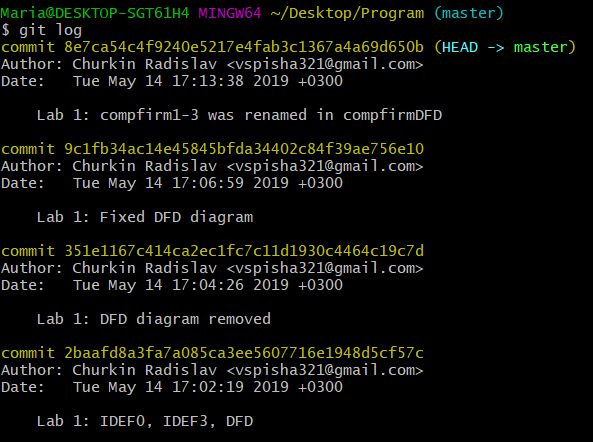 Maria@DESKTOP-SGT61H4 MINGW64 ~/Desktop/Program (master)
$ git log
commit 8e7ca54c4f9240e5217e4fab3c1367a4a69d650b (HEAD -> master)
Author: Churkin Radislav <vspisha321@gmail.com>
Date:   Tue May 14 17:13:38 2019 +0300
    Lab 1: compfirm1-3 was renamed in compfirmDFD
commit 9c1fb34ac14e45845bfda34402c84f39ae756e10
Author: Churkin Radislav <vspisha321@gmail.com>
Date:   Tue May 14 17:06:59 2019 +0300
    Lab 1: Fixed DFD diagram
commit 351e1167c414ca2ec1fc7c11d1930c4464c19c7d
Author: Churkin Radislav <vspisha321@gmail.com>
Date:   Tue May 14 17:04:26 2019 +0300
    Lab 1: DFD diagram removed
commit 2baafd8a3fa7a085ca3ee5607716e1948d5cf57c
Author: Churkin Radislav <vspisha321@gmail.com>
Date:   Tue May 14 17:02:19 2019 +0300
    Lab 1: IDEF0, IDEF3, DFD